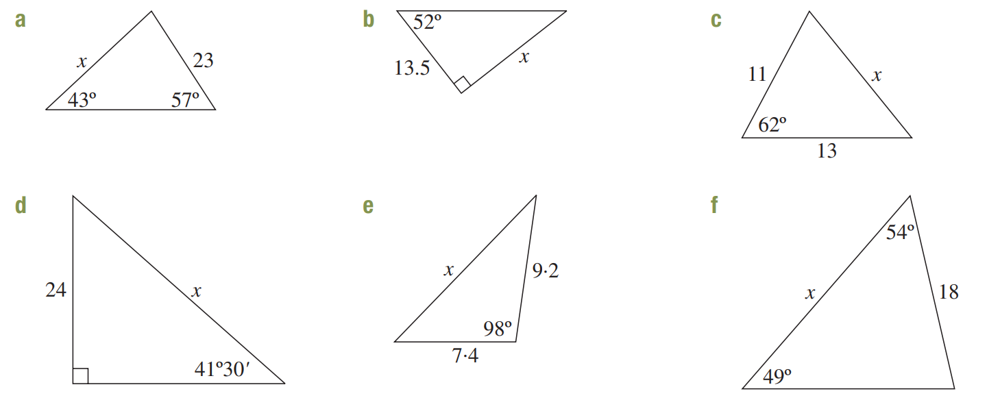 a
x
23
43º
57º
b
52º
13.5
x
c
11
x
62º
13
d
24
x
41º30′
e
x
9·2
98º
7·4
f
54º
x
18
49º